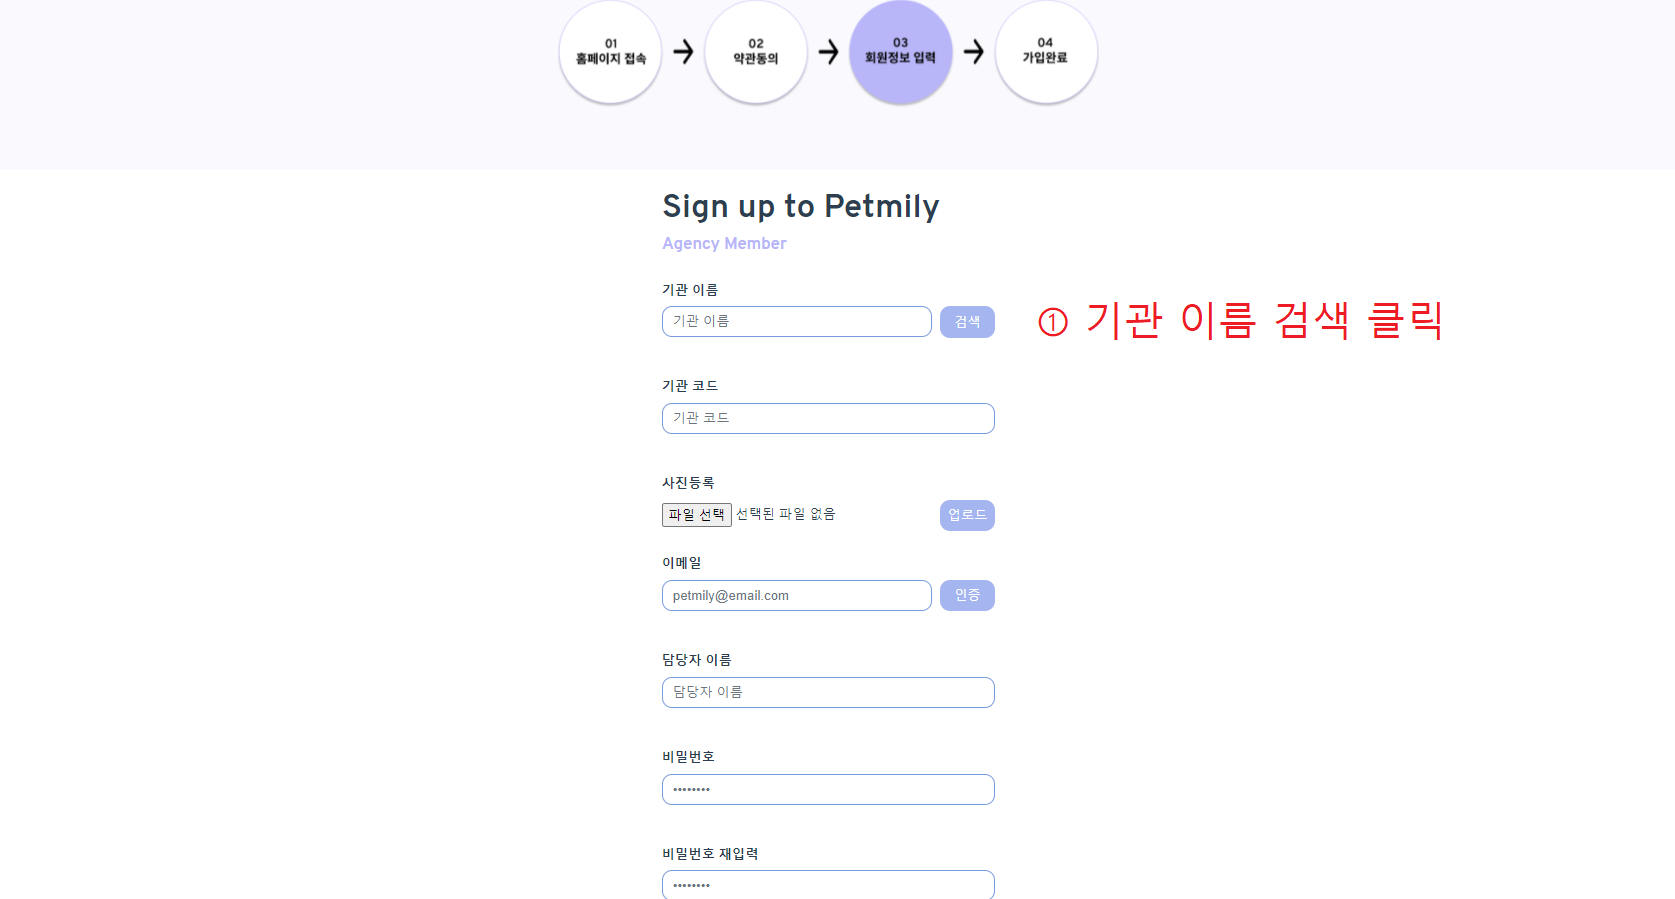 01
홈페이지 접속
02
약관동의
03
회원정보 입력
04
가입완료
Sign up to Petmily
Agency Member
기관 이름
기관 이름
검색
① 기관 이름 검색 클릭
기관 코드
기관 코드
사진등록
파일 선택 선택된 파일 없음
업로드
이메일
petmily@email.com
인증
담당자 이름
담당자 이름
비밀번호
••••••••
비밀번호 재입력
••••••••